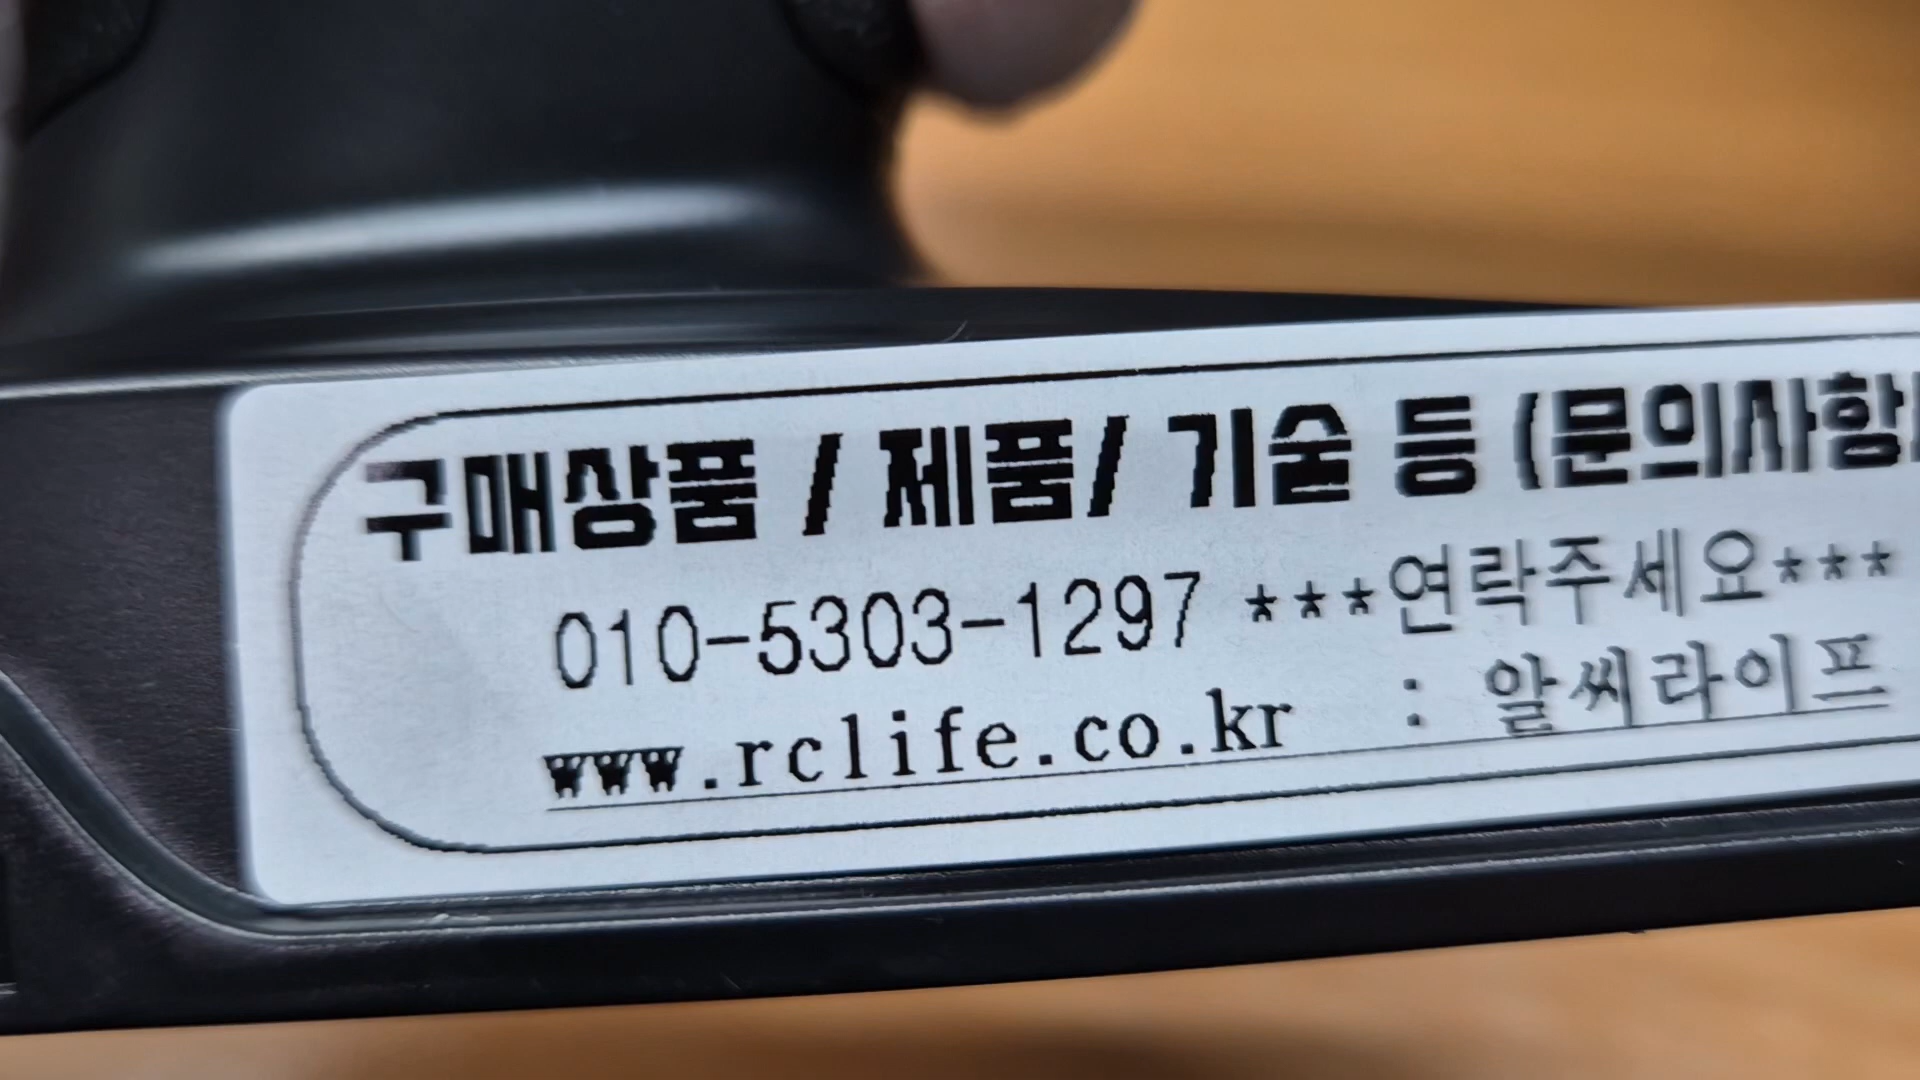 구매상품 / 제품/ 기술 등 (문의사항
010-5303-1297 ***연락주세요***
www.rclife.co.kr : 알씨라이프